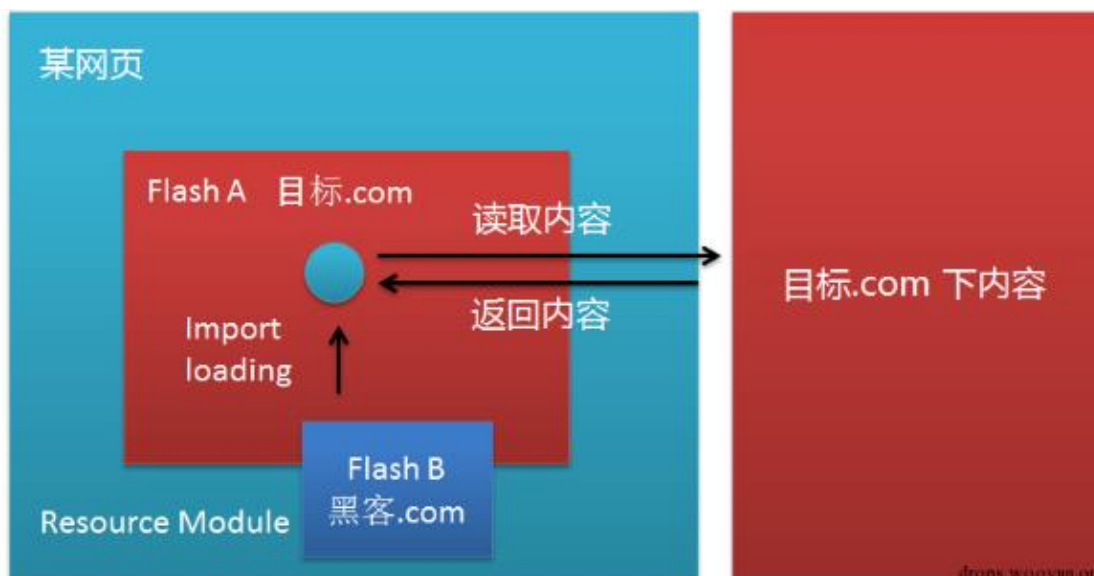 某网页
Flash A 目标.com
读取内容
返回内容
目标.com 下内容
Import
loading
Flash B
黑客.com
Resource Module